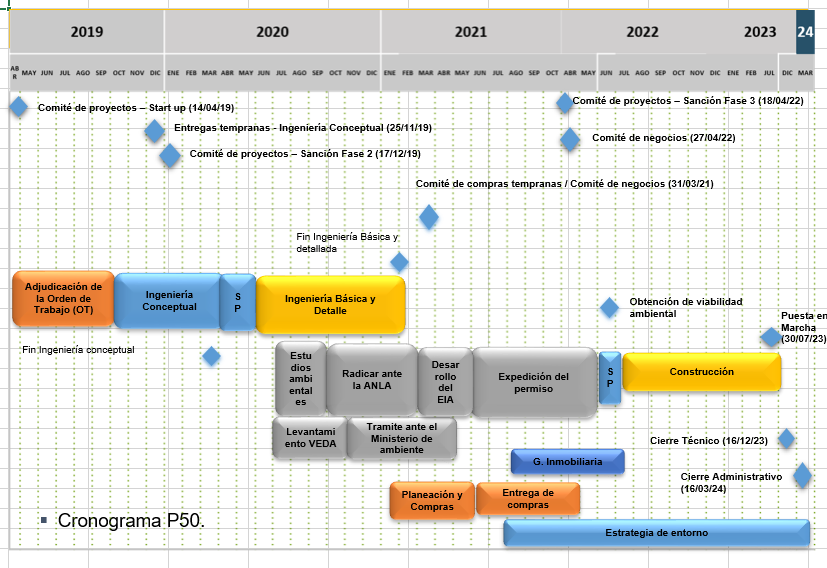 2019 2020 2021 2022 2023 24
AB
R MAY JUN JUL AGO SEP OCT NOV DIC ENE FEB MAR ABR MAY JUN JUL AGO SEP OCT NOV DIC ENE FEB MAR ABR MAY JUN JUL AGO SEP OCT FEB ABR MAY JUN JUL AGO SEP OCT NOV DIC ENE FEB MAR ABR MAY JUN JUL DIC MAR
Comité de proyectos – Start up (14/04/19)
Comité de proyectos – Sanción Fase 3 (18/04/22)
Entregas tempranas - Ingeniería Conceptual (25/11/19)
Comité de negocios (27/04/22)
Comité de proyectos – Sanción Fase 2 (17/12/19)
Comité de compras tempranas / Comité de negocios (31/03/21)
Fin Ingeniería Básica y
detallada
Adjudicación de
la Orden de
Trabajo (OT)
Ingeniería
Conceptual
S
P
Ingeniería Básica y
Detalle
Obtención de viabilidad
ambiental
Puesta en
Marcha
(30/07/23)
Fin Ingeniería conceptual
Estu
dios
ambi
ental
es
Radicar ante
la ANLA
Desar
rollo
del
EIA
Expedición del
permiso
S
P
Construcción
Levantami
ento VEDA
Tramite ante el
Ministerio de
ambiente
Cierre Técnico (16/12/23)
G. Inmobiliaria
Cierre Administrativo
(16/03/24)
Planeación y
Compras
Entrega de
compras
▪ Cronograma P50.
Estrategia de entorno